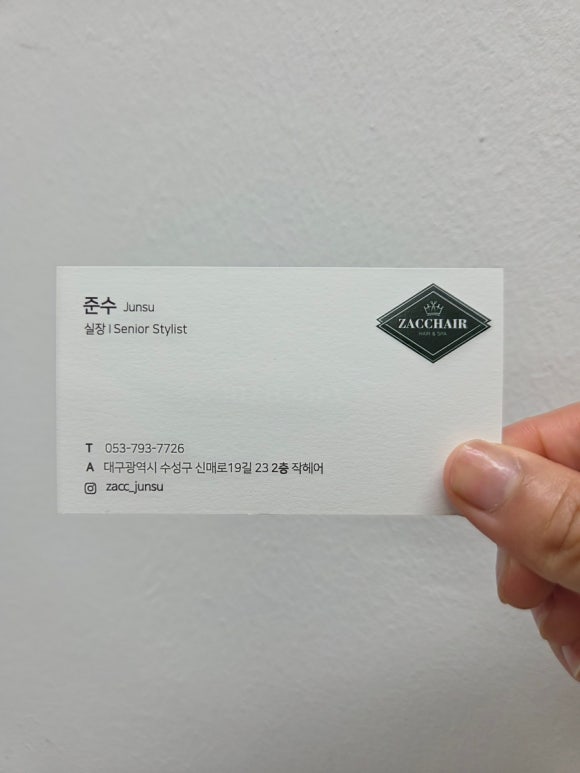 준수 Junsu
실장 | Senior Stylist
ZACCHAIR
HAIR & SPA
T 053-793-7726
A 대구광역시 수성구 신매로19길 23 2층 작헤어
zacc_junsu